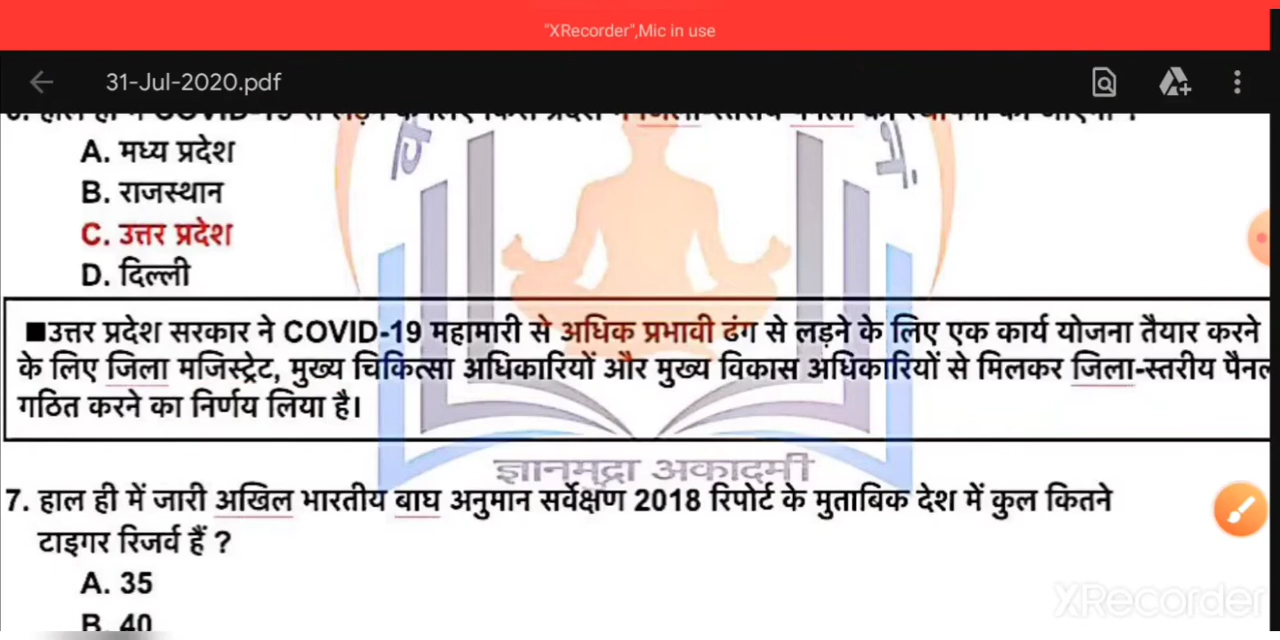 "XRecorder",Mic in use
31-Jul-2020.pdf
A. मध्य प्रदेश
B. राजस्थान
C. उत्तर प्रदेश
D. दिल्ली
■उत्तर प्रदेश सरकार ने COVID-19 महामारी से अधिक प्रभावी ढंग से लड़ने के लिए एक कार्य योजना तैयार करने
के लिए जिला मजिस्ट्रेट, मुख्य चिकित्सा अधिकारियों और मुख्य विकास अधिकारियों से मिलकर जिला-स्तरीय पैनल
गठित करने का निर्णय लिया है।
ज्ञानमुद्रा अकादमी
7. हाल ही में जारी अखिल भारतीय बाघ अनुमान सर्वेक्षण 2018 रिपोर्ट के मुताबिक देश में कुल कितने
टाइगर रिजर्व हैं ?
A. 35
B. 40
XRecorder